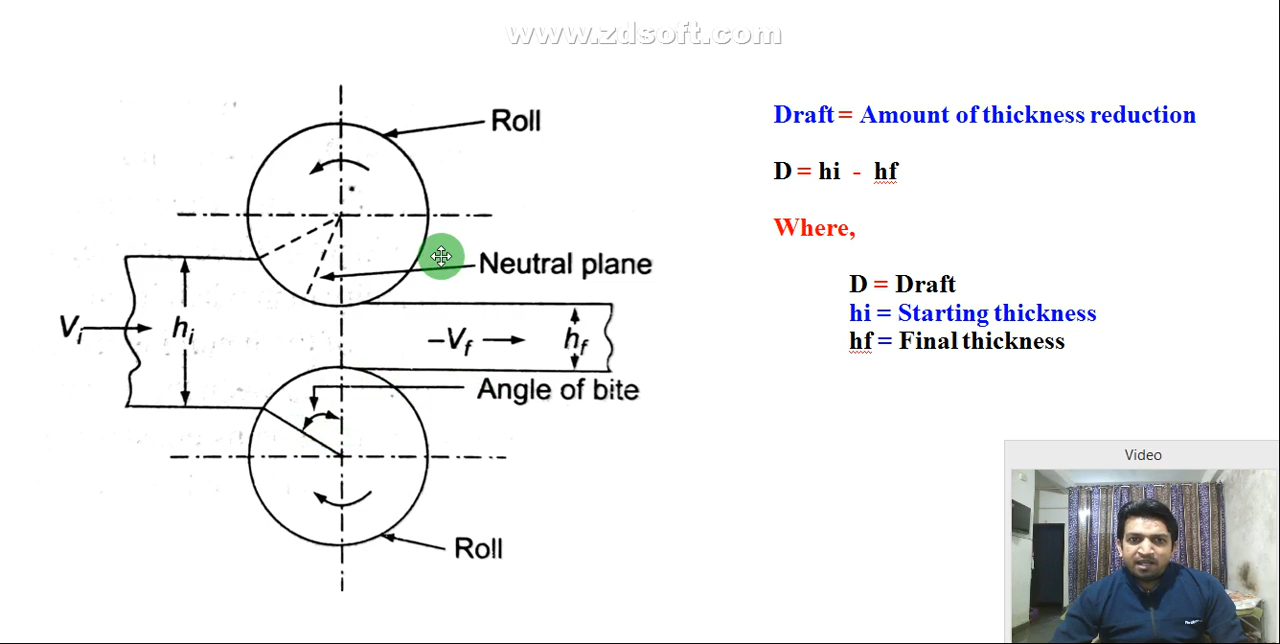 www.zdsoft.com
Roll
Neutral plane
Vi
hi
–Vf
hf
Angle of bite
Roll
Draft = Amount of thickness reduction
D = hi - hf
Where,
D = Draft
hi = Starting thickness
hf = Final thickness
Video